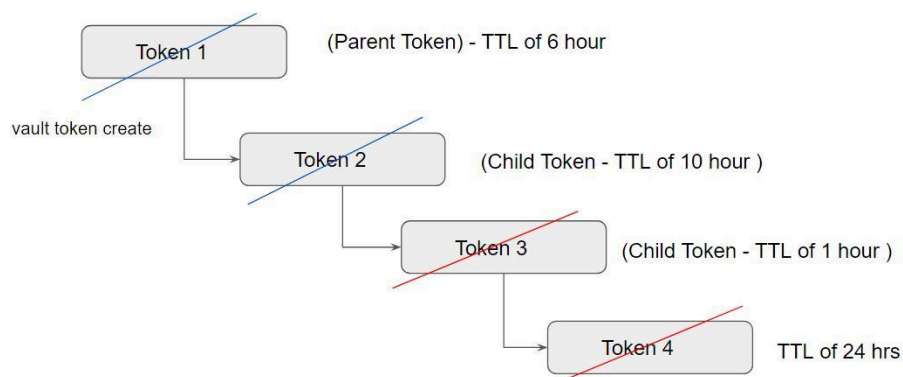 Token 1
(Parent Token) - TTL of 6 hour
vault token create
Token 2
(Child Token - TTL of 10 hour )
Token 3
(Child Token - TTL of 1 hour )
Token 4
TTL of 24 hrs